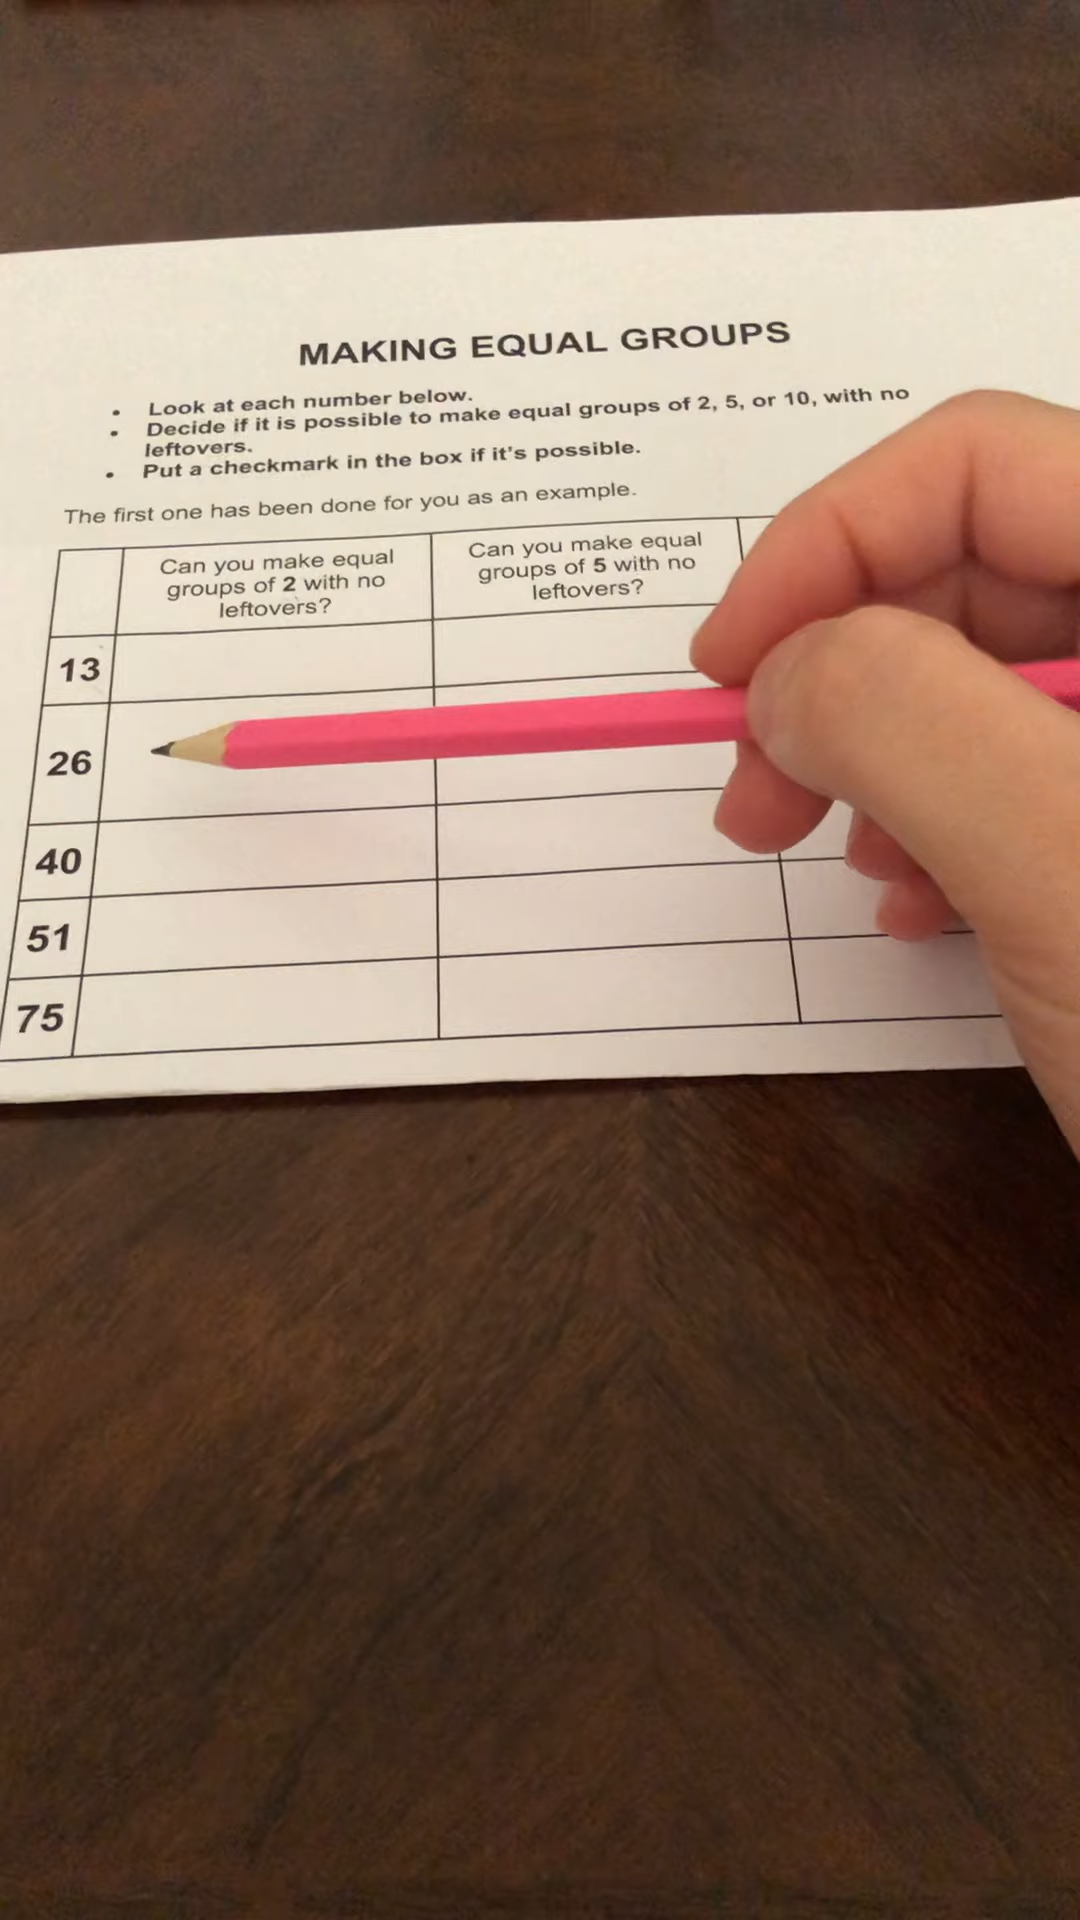 MAKING EQUAL GROUPS
• Look at each number below.
• Decide if it is possible to make equal groups of 2, 5, or 10, with no
leftovers.
• Put a checkmark in the box if it's possible.
The first one has been done for you as an example.
Can you make equal
groups of 2 with no
leftovers?
Can you make equal
groups of 5 with no
leftovers?
13
26
40
51
75